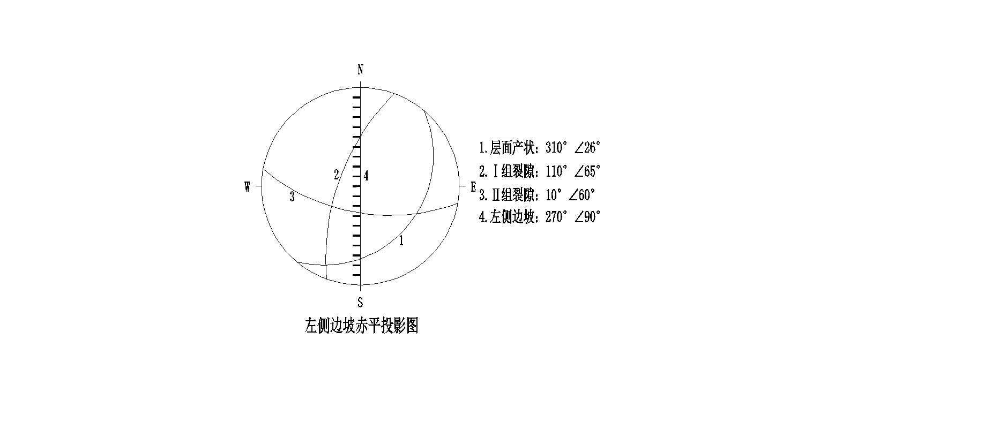 N
1.层面产状：310° ∠26°
2.Ⅰ组裂隙：110° ∠65°
2
4
W
E
3
3.Ⅱ组裂隙：10° ∠60°
4.左侧边坡：270° ∠90°
1
S
左侧边坡赤平投影图